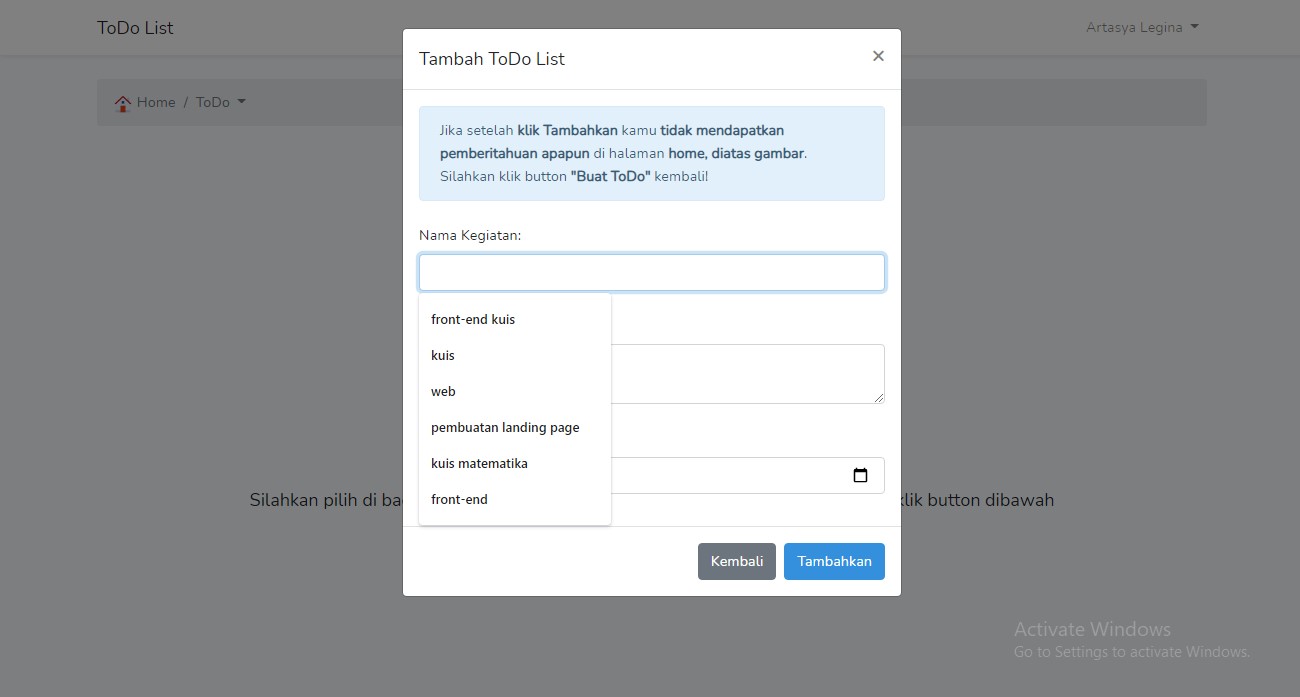 ToDo List
Artasya Legina
Home / ToDo
Tambah ToDo List
×
Jika setelah klik Tambahkan kamu tidak mendapatkan
pemberitahuan apapun di halaman home, diatas gambar.
Silahkan klik button "Buat ToDo" kembali!
Nama Kegiatan:
front-end kuis
kuis
web
pembuatan landing page
kuis matematika
front-end
Silahkan pilih di
button dibawah
Kembali
Tambahkan
Activate Windows
Go to Settings to activate Windows.